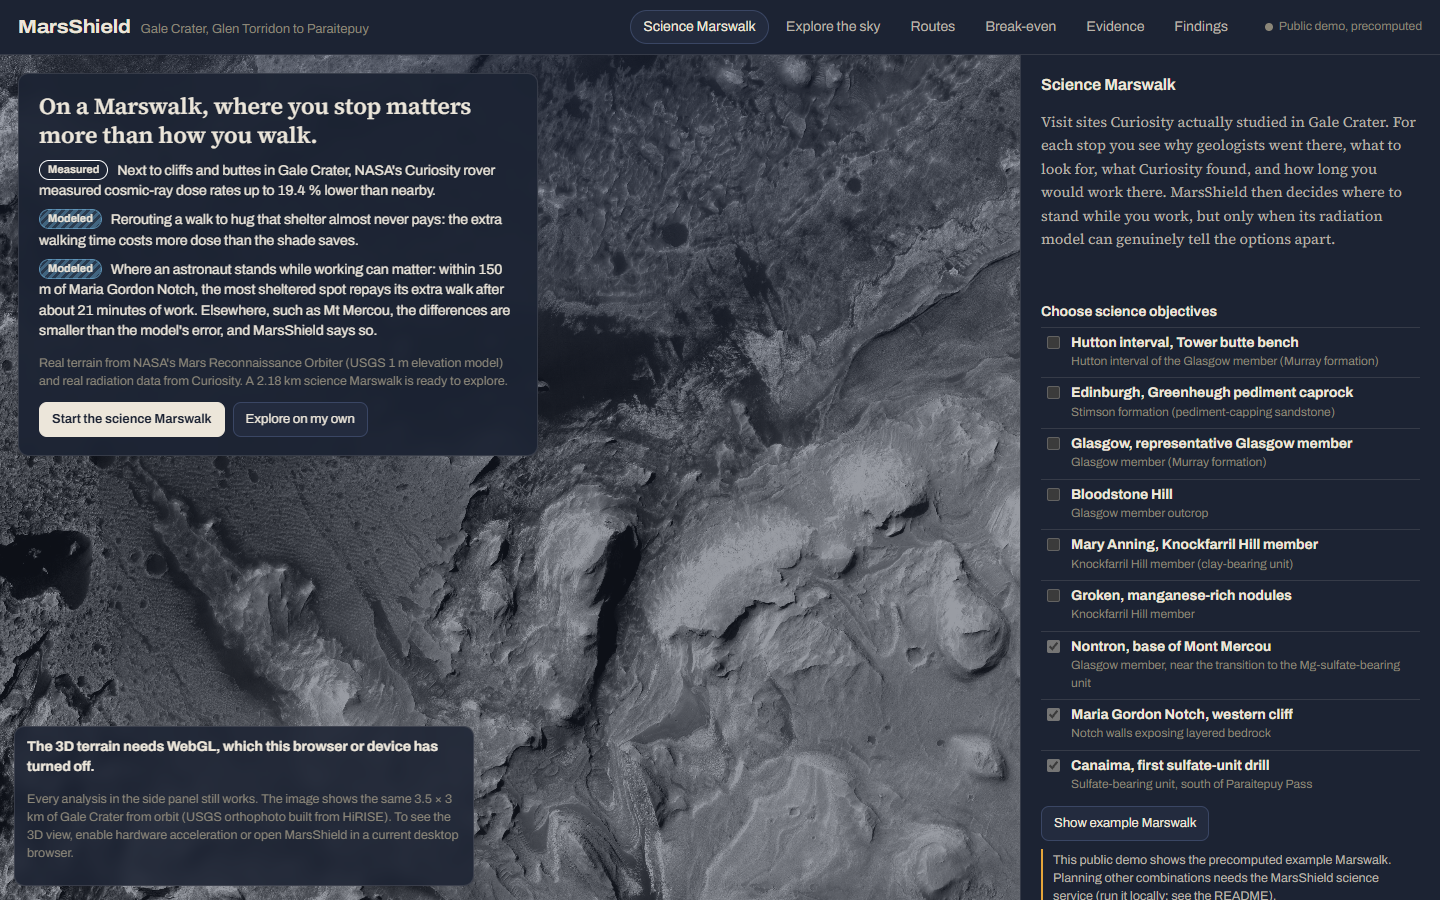 MarsShield Gale Crater, Glen Torridon to Paraitepuy
Science Marswalk Explore the sky Routes Break-even Evidence Findings Public demo, precomputed
On a Marswalk, where you stop matters
more than how you walk.
Measured Next to cliffs and buttes in Gale Crater, NASA's Curiosity rover
measured cosmic-ray dose rates up to 19.4 % lower than nearby.
Modeled Rerouting a walk to hug that shelter almost never pays: the extra
walking time costs more dose than the shade saves.
Modeled Where an astronaut stands while working can matter: within 150
m of Maria Gordon Notch, the most sheltered spot repays its extra walk after
about 21 minutes of work. Elsewhere, such as Mt Mercou, the differences are
smaller than the model's error, and MarsShield says so.
Real terrain from NASA's Mars Reconnaissance Orbiter (USGS 1 m elevation model)
and real radiation data from Curiosity. A 2.18 km science Marswalk is ready to explore.
Start the science Marswalk Explore on my own
The 3D terrain needs WebGL, which this browser or device has
turned off.
Every analysis in the side panel still works. The image shows the same 3.5 × 3
km of Gale Crater from orbit (USGS orthophoto built from HiRISE). To see the
3D view, enable hardware acceleration or open MarsShield in a current desktop
browser.
Science Marswalk
Visit sites Curiosity actually studied in Gale Crater. For
each stop you see why geologists went there, what to
look for, what Curiosity found, and how long you
would work there. MarsShield then decides where to
stand while you work, but only when its radiation
model can genuinely tell the options apart.
Choose science objectives
Hutton interval, Tower butte bench
Hutton interval of the Glasgow member (Murray formation)
Edinburgh, Greenheugh pediment caprock
Stimson formation (pediment-capping sandstone)
Glasgow, representative Glasgow member
Glasgow member (Murray formation)
Bloodstone Hill
Glasgow member outcrop
Mary Anning, Knockfarril Hill member
Knockfarril Hill member (clay-bearing unit)
Groken, manganese-rich nodules
Knockfarril Hill member
Nontron, base of Mont Mercou
Glasgow member, near the transition to the Mg-sulfate-bearing
unit
Maria Gordon Notch, western cliff
Notch walls exposing layered bedrock
Canaima, first sulfate-unit drill
Sulfate-bearing unit, south of Paraitepuy Pass
Show example Marswalk
This public demo shows the precomputed example Marswalk.
Planning other combinations needs the MarsShield science
service (run it locally: see the README).